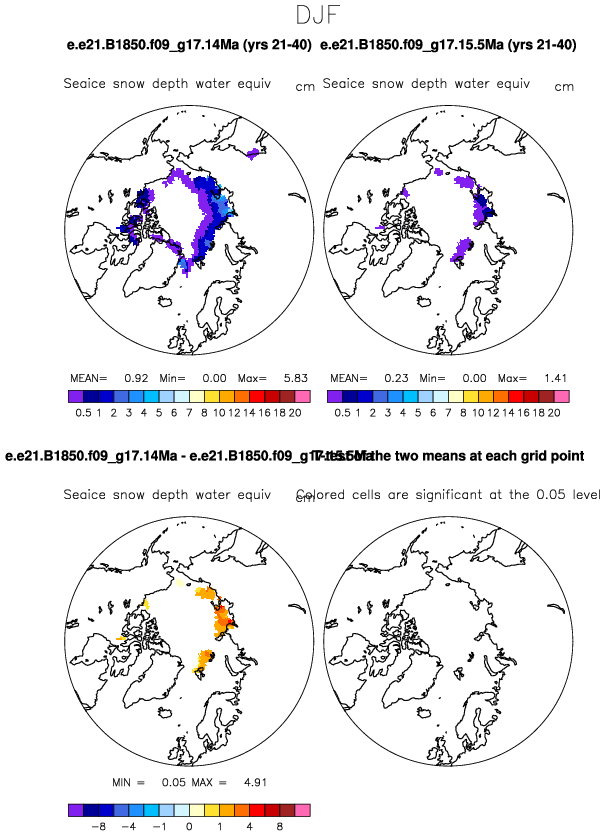 DJF
e.e21.B1850.f09_g17.14Ma (yrs 21-40) e.e21.B1850.f09_g17.15.5Ma (yrs 21-40)
Seaice snow depth water equiv cm Seaice snow depth water equiv cm
MEAN= 0.92 Min= 0.00 Max= 5.83 MEAN= 0.23 Min= 0.00 Max= 1.41
0.5 1 2 3 4 5 6 7 8 10 12 14 16 18 20 0.5 1 2 3 4 5 6 7 8 10 12 14 16 18 20
e.e21.B1850.f09_g17.14Ma - e.e21.B1850.f09_g17.15.5Ma T-test of the two means at each grid point
Seaice snow depth water equiv cm Colored cells are significant at the 0.05 level
MIN = 0.05 MAX = 4.91
-8 -4 -1 0 1 4 8